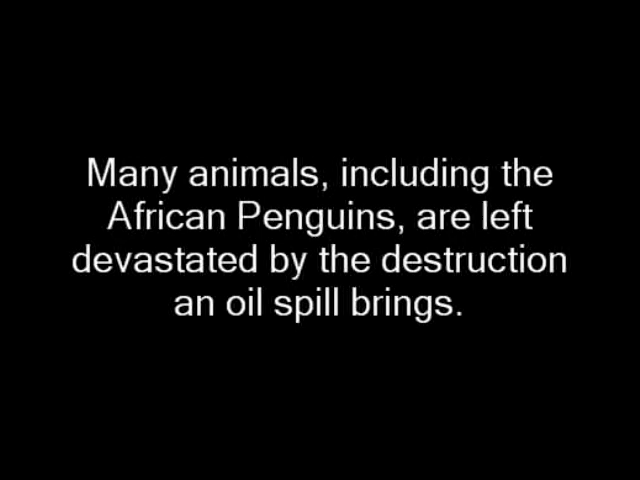 Many animals, including the
African Penguins, are left
devastated by the destruction
an oil spill brings.